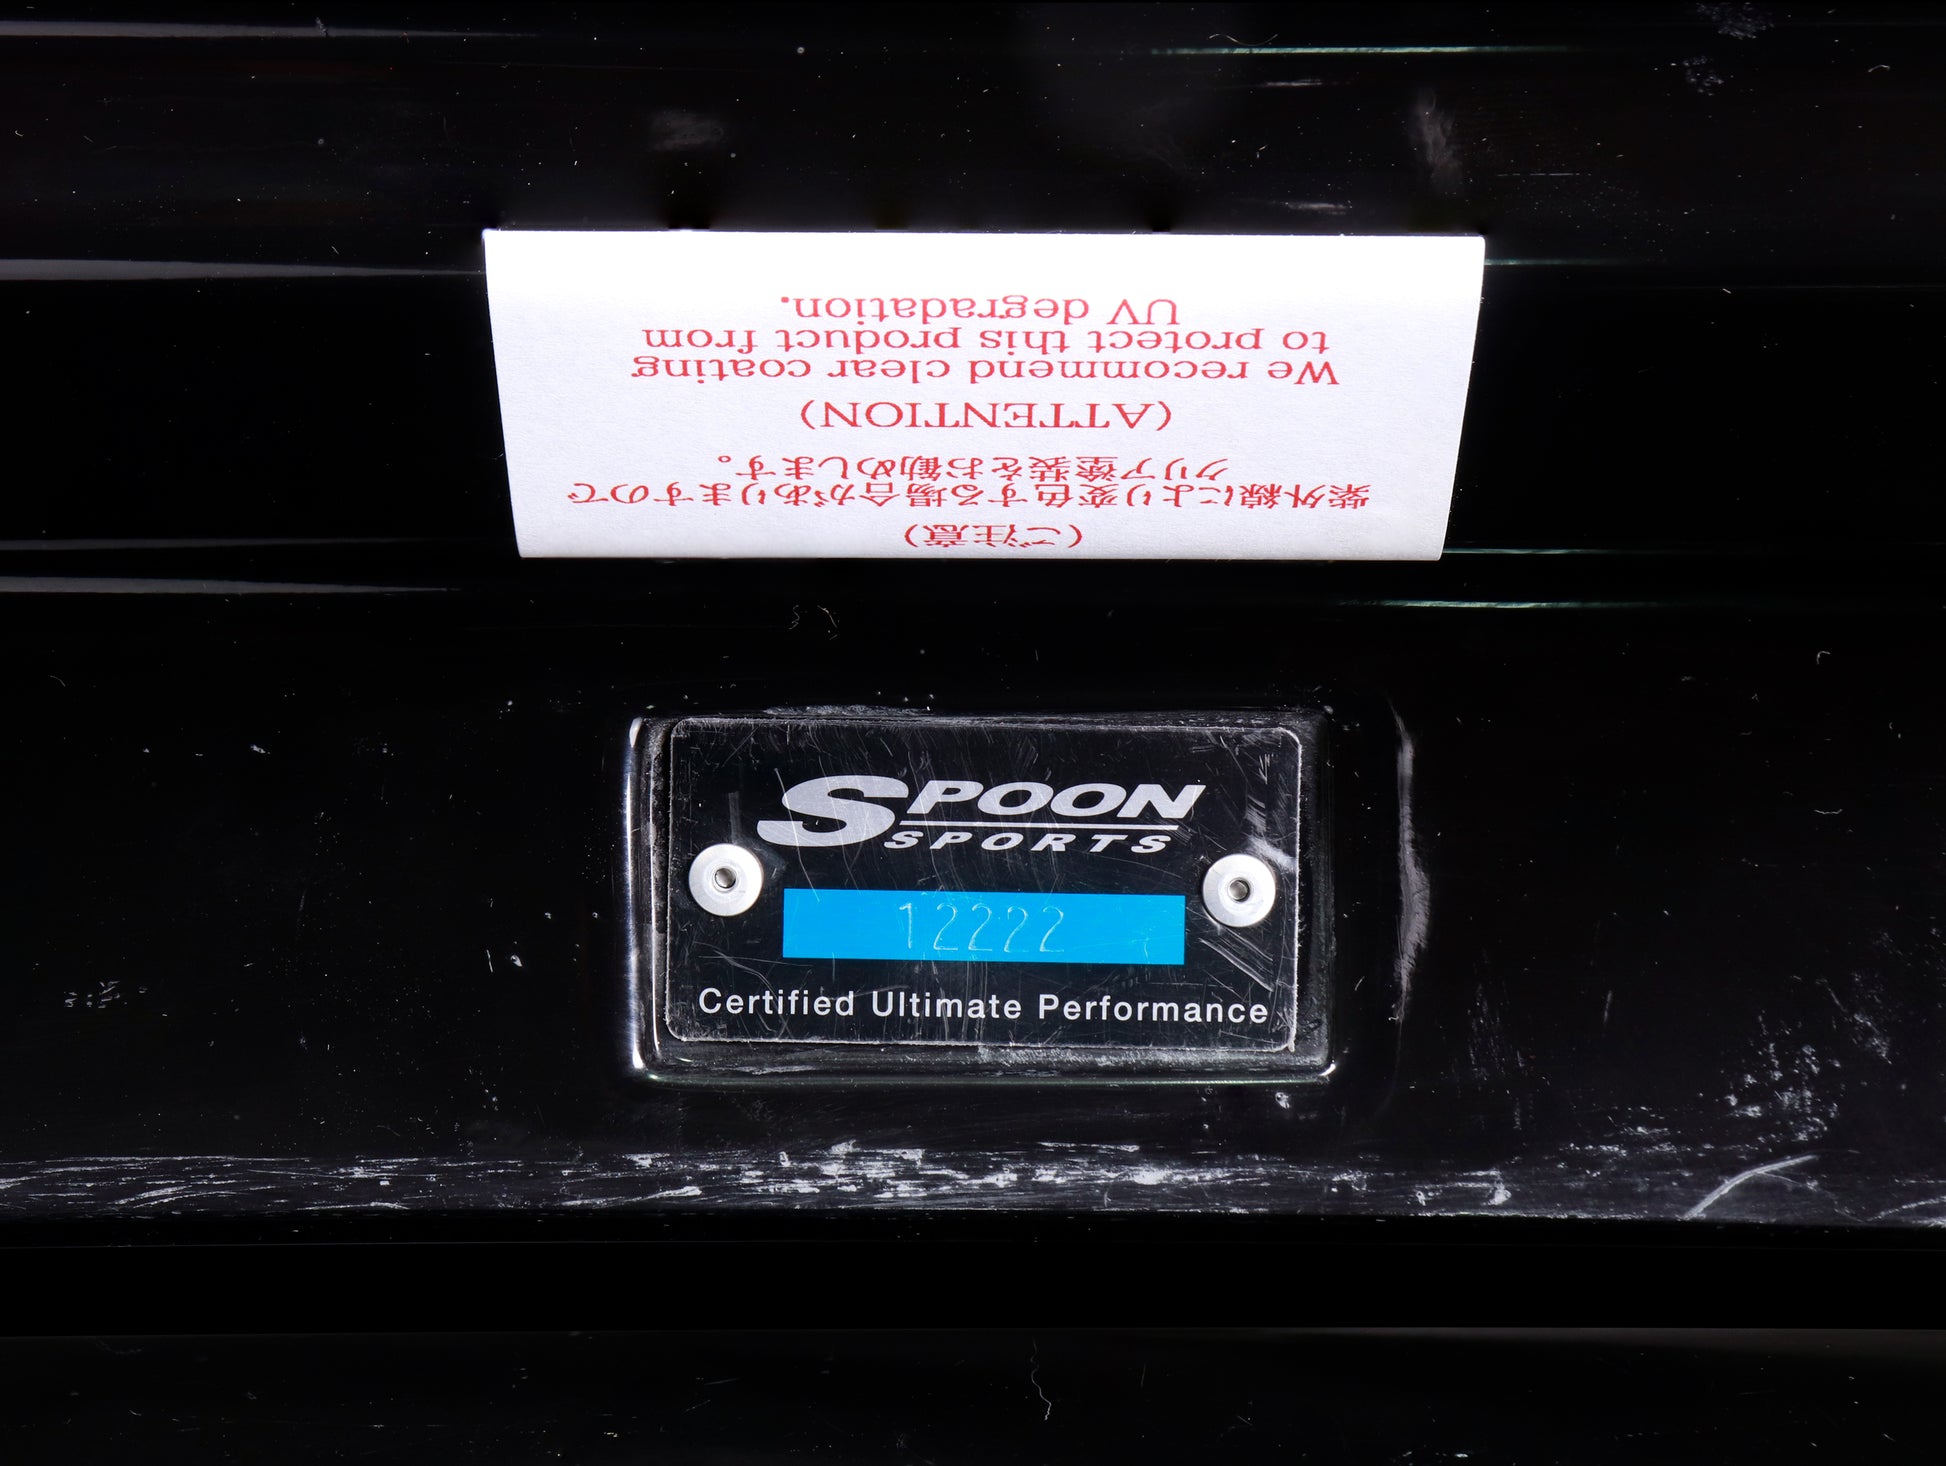 (ご注意)
紫外線により変色する場合がありますので
クリア塗装をお勧めします。
(ATTENTION)
We recommend clear coating
to protect this product from
UV degradation.
SPOON
SPORTS
12222
Certified Ultimate Performance